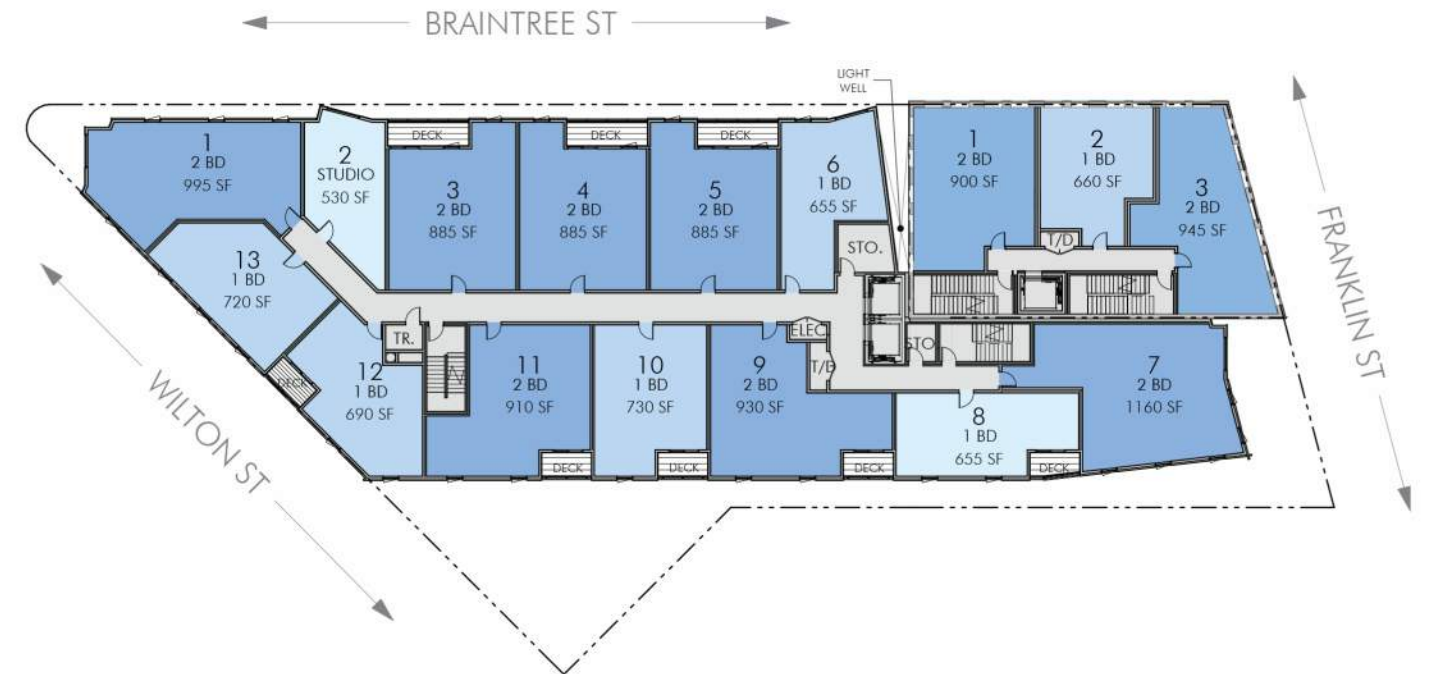 BRAINTREE ST
LIGHT
WELL
1
2 BD
995 SF
2
STUDIO
530 SF
DECK
3
2 BD
885 SF
DECK
4
2 BD
885 SF
DECK
5
2 BD
885 SF
6
1 BD
655 SF
STO.
1
2 BD
900 SF
2
1 BD
660 SF
T/D
3
2 BD
945 SF
FRANKLIN ST
13
1 BD
720 SF
TR.
12
1 BD
690 SF
DECK
WILTON ST
11
2 BD
910 SF
DECK
10
1 BD
730 SF
DECK
ELEC
T/D
9
2 BD
930 SF
DECK
STO
8
1 BD
655 SF
DECK
7
2 BD
1160 SF